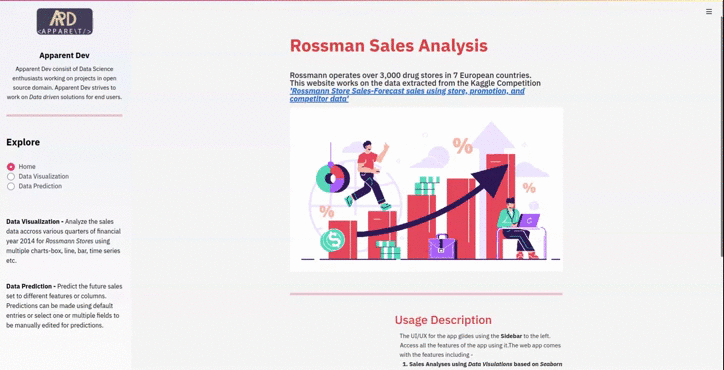 ARD
<APPARE\T/>
Apparent Dev
Apparent Dev consist of Data Science
enthusiasts working on projects in open
source domain. Apparent Dev strives to
work on Data driven solutions for end users.
Explore
Home
Data Visualization
Data Prediction
Data Visualization - Analyze the sales
data accross various quarters of financial
year 2014 for Rossmann Stores using
multiple charts-box, line, bar, time series
etc.
Data Prediction - Predict the future sales
set to different features or columns.
Predictions can be made using default
entries or select one or multiple fields to
be manually edited for predictions.
Rossman Sales Analysis
Rossmann operates over 3,000 drug stores in 7 European countries.
This website works on the data extracted from the Kaggle Competition
'Rossmann Store Sales-Forecast sales using store, promotion, and
competitor data'
%
%
%
$
Usage Description
The UI/UX for the app glides using the Sidebar to the left.
Access all the features of the app using it.The web app comes
with the features including -
1. Sales Analyses using Data Visulations based on Seaborn